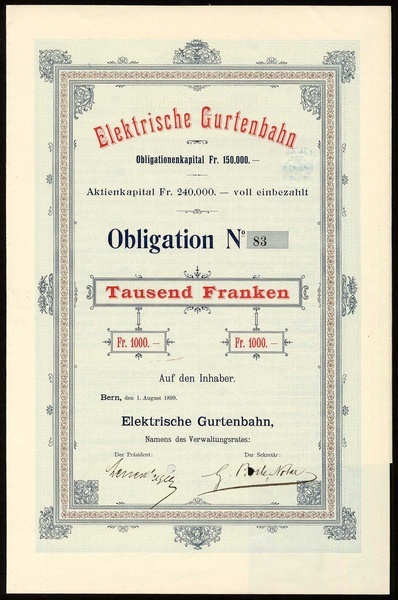 Elektrische Gurtenbahn
Obligationenkapital Fr. 150.000. —
Aktienkapital Fr. 240,000. — voll einbezahlt
Obligation No 83
Tausend Franken
Fr. 1000. — Fr. 1000. —
Auf den Inhaber.
Bern, den 1. August 1899.
Elektrische Gurtenbahn,
Namens des Verwaltungsrates:
Der Präsident: Der Sekretär: